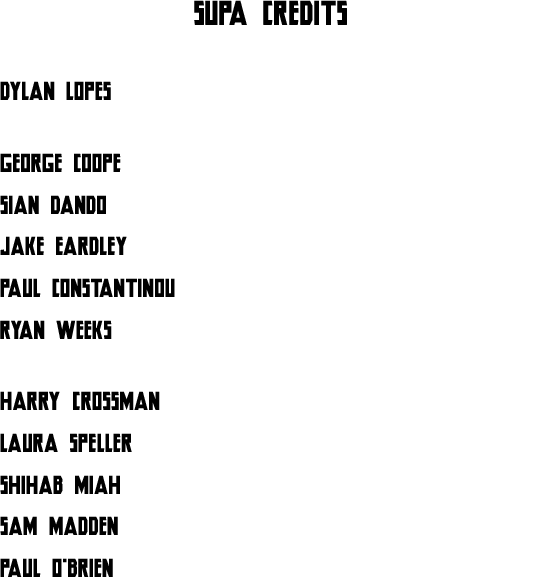 SUPA CREDITS
DYLAN LOPES
GEORGE COOPE
SIAN DANDO
JAKE EARDLEY
PAUL CONSTANTINOU
RYAN WEEKS
HARRY CROSSMAN
LAURA SPELLER
SHIHAB MIAH
SAM MADDEN
PAUL O'BRIEN